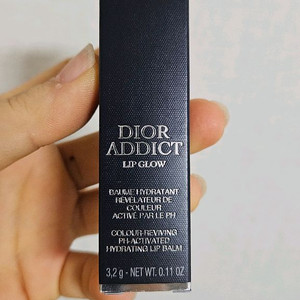 DIOR
ADDICT
LIP GLOW
BAUME HYDRATANT
RÉVÉLATEUR DE
COULEUR
ACTIVÉ PAR LE PH
COLOUR-REVIVING
PH-ACTIVATED
HYDRATING LIP BALM
3,2 g - NET WT. 0.11 OZ